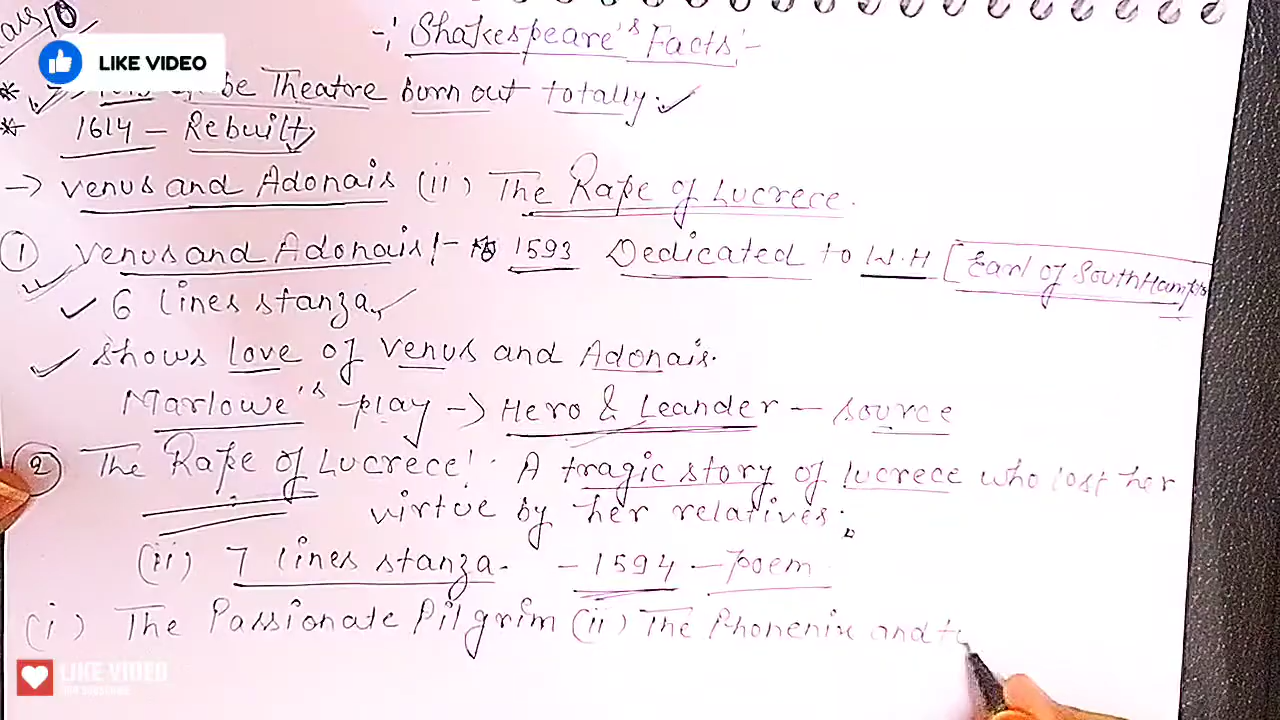 -: Shakespeare's Facts :-
LIKE VIDEO
* be Theatre burn out totally.
* 1614 - Rebuilt
→ Venus and Adonais (ii) The Rape of Lucrece.
① Venus and Adonais :- 1593 Dedicated to W.H [Earl of SouthHampton
6 lines stanza
shows love of Venus and Adonais.
Marlowe's play → Hero & Leander - source
② The Rape of Lucrece: A tragic story of Lucrece who lost her
virtue by her relatives.
(ii) 7 lines stanza. - 1594 - poem
(i) The Passionate Pilgrim (ii) The Phonenix and t
LIKE VIDEO